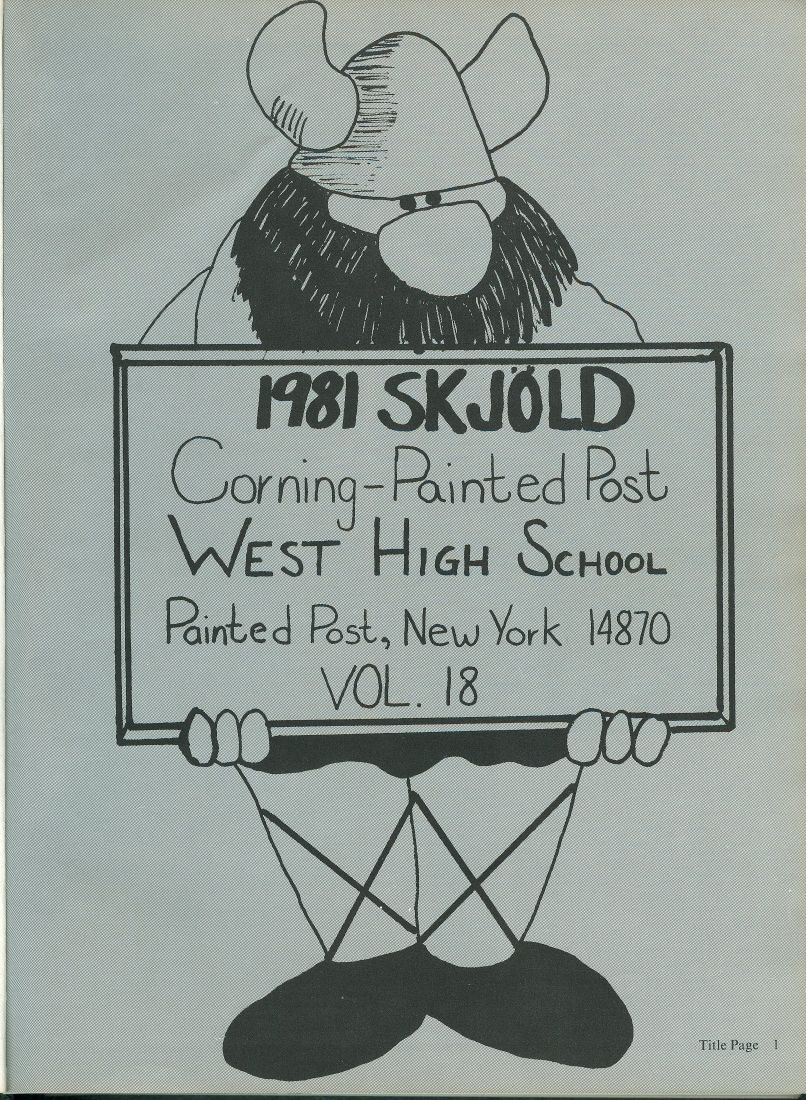 1981 SKJÖLD
Corning-Painted Post
WEST HIGH SCHOOL
Painted Post, New York 14870
VOL. 18
Title Page 1